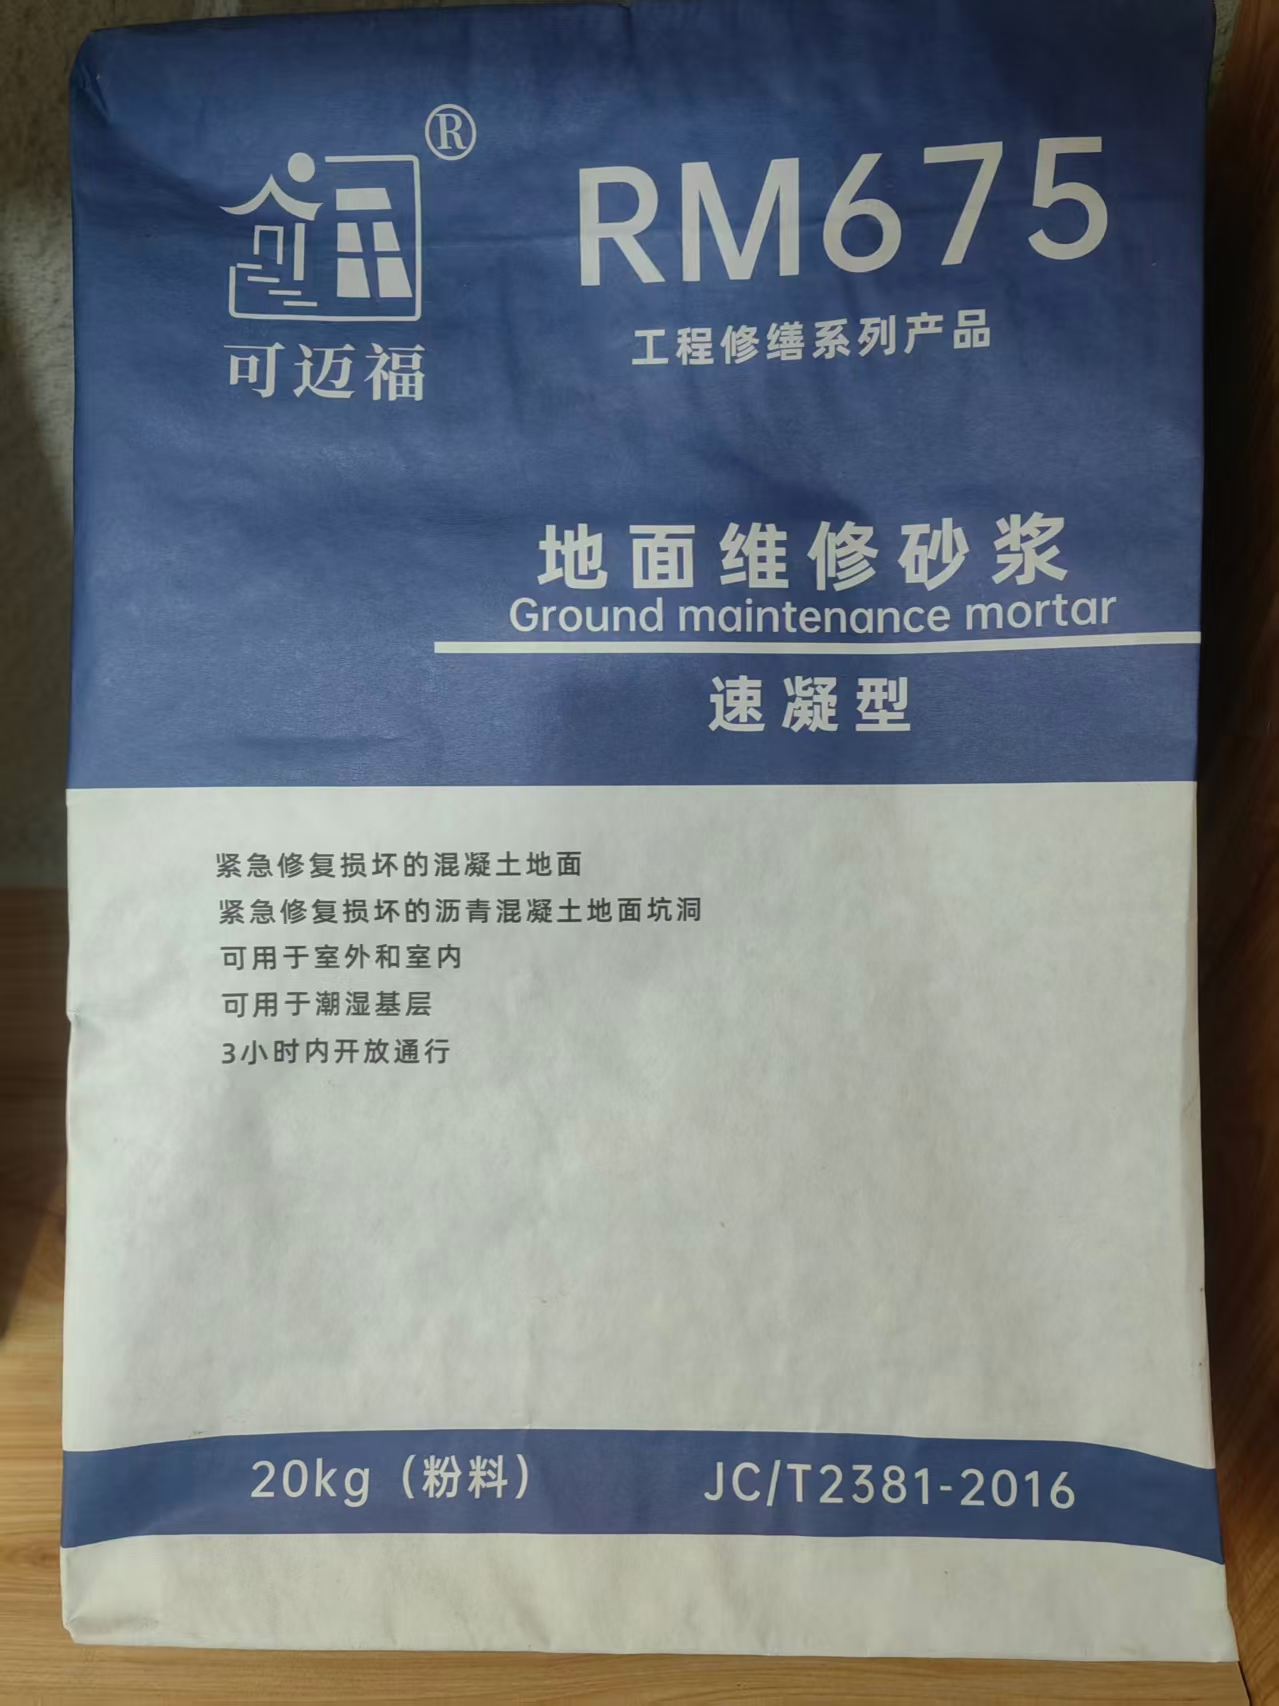 ®
可迈福
RM675
工程修缮系列产品
地面维修砂浆
Ground maintenance mortar
速凝型
紧急修复损坏的混凝土地面
紧急修复损坏的沥青混凝土地面坑洞
可用于室外和室内
可用于潮湿基层
3小时内开放通行
20kg（粉料）
JC/T2381-2016